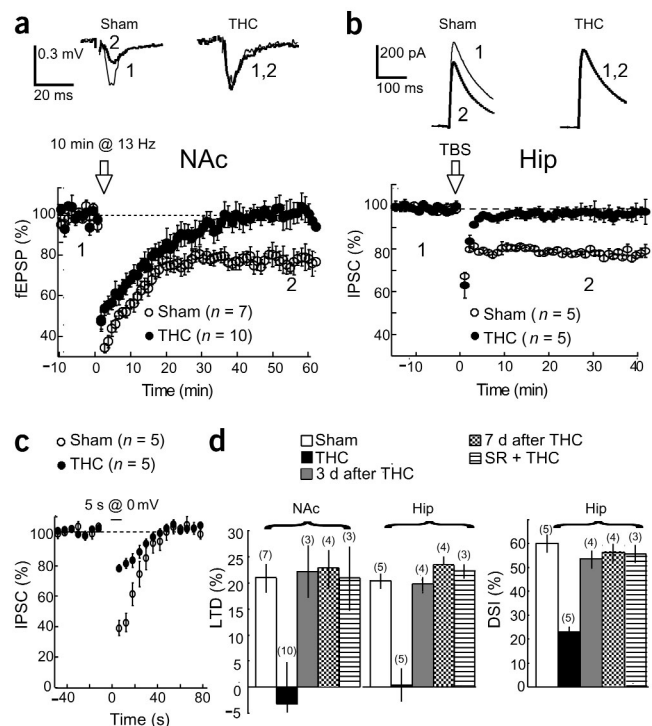 a
Sham
THC
0.3 mV
20 ms
2
1
1,2
10 min @ 13 Hz
NAc
fEPSP (%)
100
80
60
40
1
2
Sham (n = 7)
THC (n = 10)
-10 0 10 20 30 40 50 60
Time (min)
b
Sham
THC
200 pA
100 ms
1
2
1,2
TBS
Hip
IPSC (%)
100
80
60
40
1
2
Sham (n = 5)
THC (n = 5)
-10 0 10 20 30 40
Time (min)
c
Sham (n = 5)
THC (n = 5)
5 s @ 0 mV
IPSC (%)
100
80
60
40
20
0
-40 0 40 80
Time (s)
d
Sham
THC
3 d after THC
7 d after THC
SR + THC
NAc
Hip
LTD (%)
30
25
20
15
10
5
0
-5
(7)
(10)
(3)
(4)
(3)
(5)
(5)
(4)
(4)
(3)
Hip
DSI (%)
60
50
40
30
20
10
0
(5)
(5)
(4)
(4)
(3)